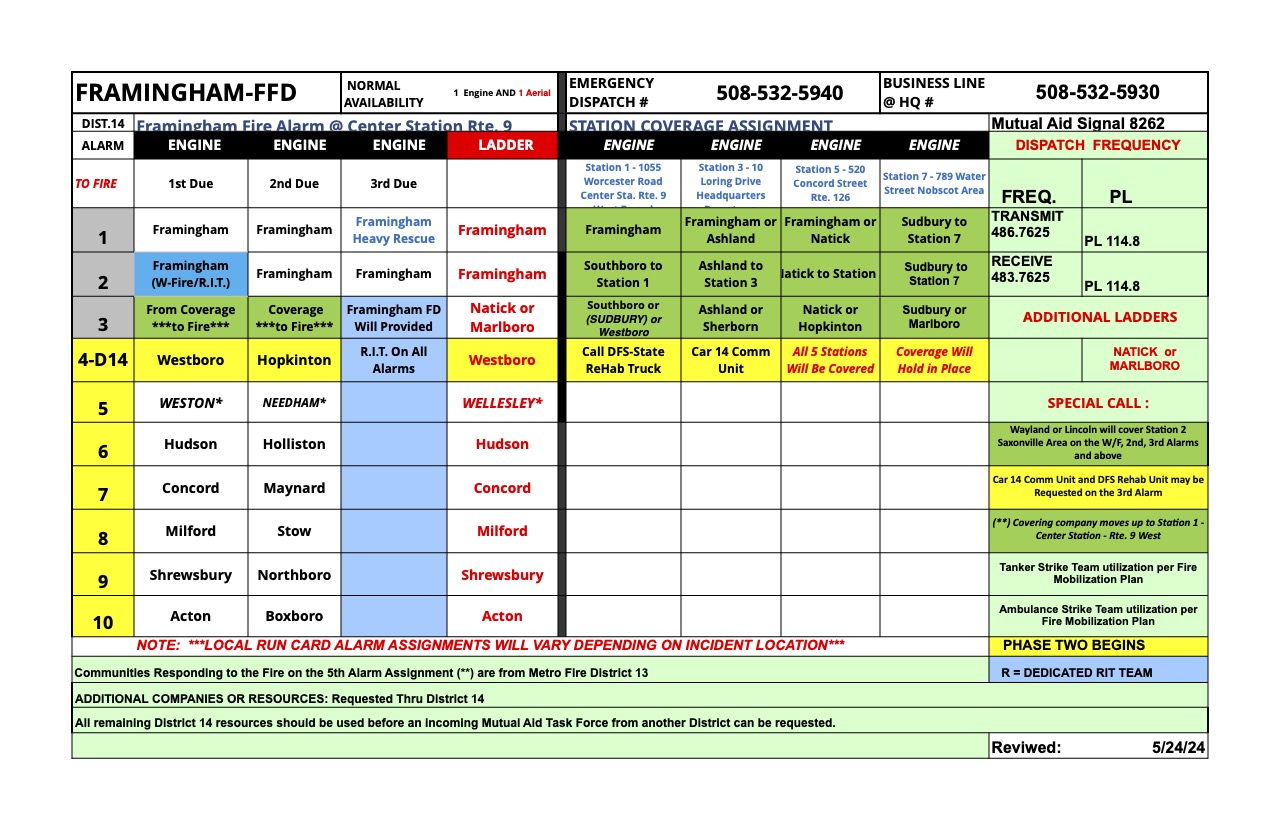 FRAMINGHAM-FFD
NORMAL
AVAILABILITY
1 Engine AND 1 Aerial
EMERGENCY
DISPATCH #
508-532-5940
BUSINESS LINE
@ HQ #
508-532-5930
DIST.14
Framingham Fire Alarm @ Center Station Rte. 9
STATION COVERAGE ASSIGNMENT
Mutual Aid Signal 8262
ALARM
ENGINE
ENGINE
ENGINE
LADDER
ENGINE
ENGINE
ENGINE
ENGINE
DISPATCH FREQUENCY
TO FIRE
1st Due
2nd Due
3rd Due
Station 1 - 1055
Worcester Road
Center Sta. Rte. 9
Station 3 - 10
Loring Drive
Headquarters
Station 5 - 520
Concord Street
Rte. 126
Station 7 - 789 Water
Street Nobscot Area
FREQ.
PL
1
Framingham
Framingham
Framingham
Heavy Rescue
Framingham
Framingham
Framingham or
Ashland
Framingham or
Natick
Sudbury to
Station 7
TRANSMIT
486.7625
PL 114.8
2
Framingham
(W-Fire/R.I.T.)
Framingham
Framingham
Framingham
Southboro to
Station 1
Ashland to
Station 3
latick to Station
Sudbury to
Station 7
RECEIVE
483.7625
PL 114.8
3
From Coverage
***to Fire***
Coverage
***to Fire***
Framingham FD
Will Provided
Natick or
Marlboro
Southboro or
(SUDBURY) or
Westboro
Ashland or
Sherborn
Natick or
Hopkinton
Sudbury or
Marlboro
ADDITIONAL LADDERS
4-D14
Westboro
Hopkinton
R.I.T. On All
Alarms
Westboro
Call DFS-State
ReHab Truck
Car 14 Comm
Unit
All 5 Stations
Will Be Covered
Coverage Will
Hold in Place
NATICK or
MARLBORO
5
WESTON*
NEEDHAM*
WELLESLEY*
SPECIAL CALL :
6
Hudson
Holliston
Hudson
Wayland or Lincoln will cover Station 2
Saxonville Area on the W/F, 2nd, 3rd Alarms
and above
7
Concord
Maynard
Concord
Car 14 Comm Unit and DFS Rehab Unit may be
Requested on the 3rd Alarm
8
Milford
Stow
Milford
(**) Covering company moves up to Station 1 -
Center Station - Rte. 9 West
9
Shrewsbury
Northboro
Shrewsbury
Tanker Strike Team utilization per Fire
Mobilization Plan
10
Acton
Boxboro
Acton
Ambulance Strike Team utilization per
Fire Mobilization Plan
NOTE: ***LOCAL RUN CARD ALARM ASSIGNMENTS WILL VARY DEPENDING ON INCIDENT LOCATION***
PHASE TWO BEGINS
Communities Responding to the Fire on the 5th Alarm Assignment (**) are from Metro Fire District 13
R = DEDICATED RIT TEAM
ADDITIONAL COMPANIES OR RESOURCES: Requested Thru District 14
All remaining District 14 resources should be used before an incoming Mutual Aid Task Force from another District can be requested.
Reviwed:
5/24/24